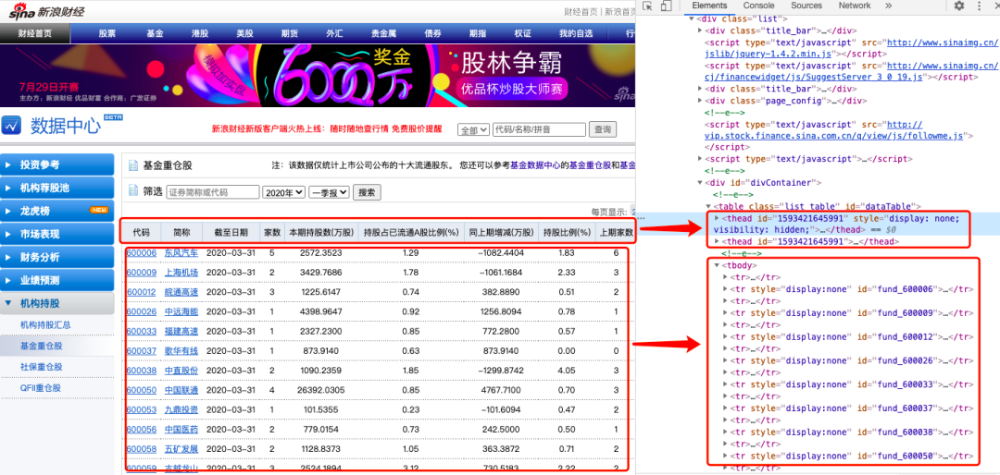 sina 新浪财经
财经首页 | 新浪首页
财经首页 股票 基金 港股 美股 期货 外汇 贵金属 债券 期指 权证 我的自选 行
7月29日开赛
主办方：新浪财经 优品财富 合作商：广发证券
模拟炒股 加实盘
6000万
奖金
股林争霸
优品杯炒股大师赛
sina
数据中心 BETA
新浪财经新版客户端火热上线：随时随地查行情 免费股价提醒
全部 代码/名称/拼音 查询
投资参考
机构荐股池
龙虎榜 NEW
市场表现
财务分析
业绩预测
机构持股
机构持股汇总
基金重仓股
社保重仓股
QFII重仓股
基金重仓股 注：该数据仅统计上市公司公布的十大流通股东。 您还可以参考基金数据中心的基金重仓股和基金
筛选 证券简称或代码 2020年 一季报 搜索
每页显示: 2
代码 简称 截至日期 家数 本期持股数(万股) 持股占已流通A股比例(%) 同上期增减(万股) 持股比例(%) 上期家数
600006 东风汽车 2020-03-31 5 2572.3523 1.29 -1082.4404 1.83 6
600009 上海机场 2020-03-31 2 3429.7686 1.78 -1061.1684 2.33 3
600012 皖通高速 2020-03-31 3 1225.6147 0.74 382.8890 0.51 2
600026 中远海能 2020-03-31 1 4398.9647 0.92 1256.8094 0.78 1
600033 福建高速 2020-03-31 1 2327.2300 0.85 772.2800 0.57 1
600037 歌华有线 2020-03-31 1 873.9140 0.63 873.9140 0.00 0
600038 中直股份 2020-03-31 2 1090.2359 1.85 -1299.8742 4.05 3
600050 中国联通 2020-03-31 4 26392.0305 0.85 4767.7100 0.70 3
600053 九鼎投资 2020-03-31 1 101.5355 0.23 -101.6094 0.47 2
600056 中国医药 2020-03-31 2 779.0154 0.73 242.5000 0.50 1
600058 五矿发展 2020-03-31 2 1128.8373 1.05 363.3872 0.71 2
600059 古越龙山 2020-03-31 3 2524.1894 3.12 730.5183 2.22 2
Elements Console Sources Network »
<div class="list">
<div class="title_bar">…</div>
<script type="text/javascript" src="http://www.sinaimg.cn/
jslib/jquery-1.4.2.min.js"></script>
<script type="text/javascript" src="http://www.sinaimg.cn/
cj/financewidget/js/SuggestServer_3_0_19.js"></script>
<div class="title_bar">…</div>
<div class="page_config">…</div>
<!--e-->
<script type="text/javascript" src="http://
vip.stock.finance.sina.com.cn/q/view/js/followme.js">
</script>
<script type="text/javascript">…</script>
<!--e-->
<div id="divContainer">
<!--e-->
<table class="list_table" id="dataTable">
<thead id="1593421645991" style="display: none;
visibility: hidden;">…</thead> == $0
<thead id="1593421645991">…</thead>
<!--e-->
<tbody>
<tr>…</tr>
<tr style="display:none" id="fund_600006">…</tr>
<tr>…</tr>
<tr style="display:none" id="fund_600009">…</tr>
<tr>…</tr>
<tr style="display:none" id="fund_600012">…</tr>
<tr>…</tr>
<tr style="display:none" id="fund_600026">…</tr>
<tr>…</tr>
<tr style="display:none" id="fund_600033">…</tr>
<tr>…</tr>
<tr style="display:none" id="fund_600037">…</tr>
<tr>…</tr>
<tr style="display:none" id="fund_600038">…</tr>
<tr>…</tr>
<tr style="display:none" id="fund_600050">…</tr>
<tr>…</tr>